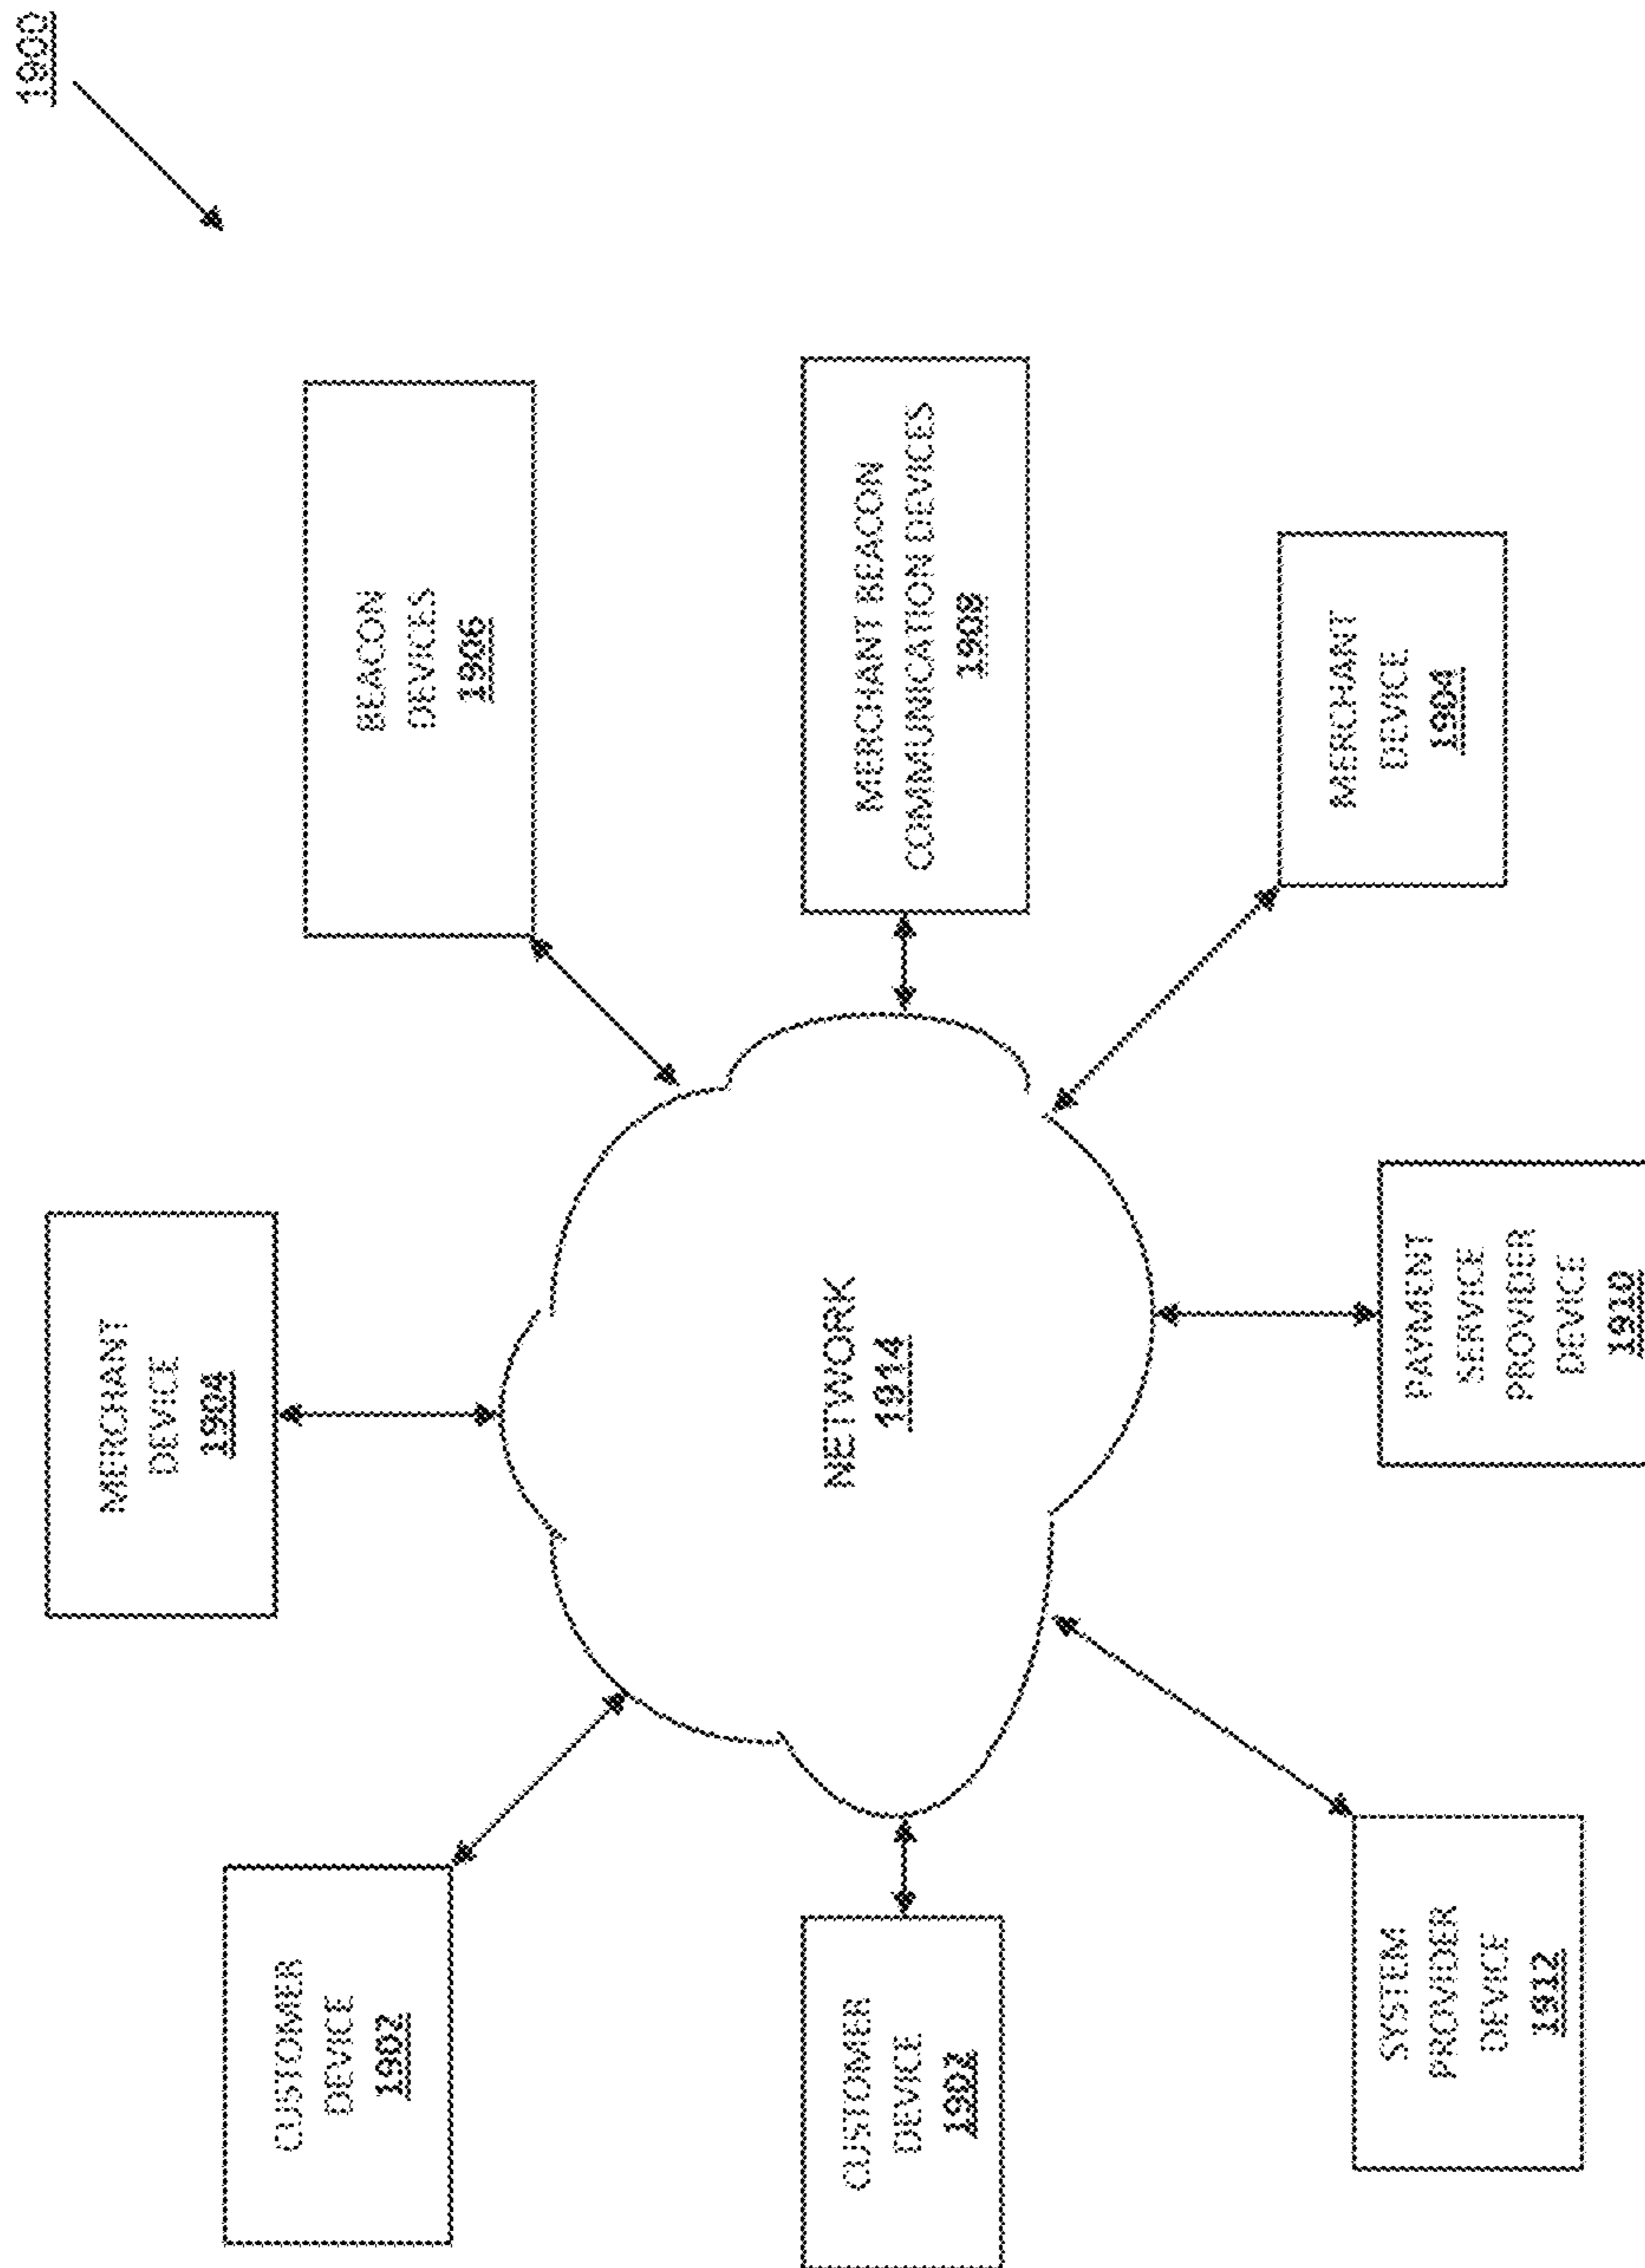 1900
MERCHANT
DEVICE
1904
CUSTOMER
DEVICE
1902
BEACON
DEVICES
1906
CUSTOMER
DEVICE
1902
NETWORK
1914
MERCHANT BEACON
COMMUNICATION DEVICES
1908
SYSTEM
PROVIDER
DEVICE
1912
PAYMENT
SERVICE
PROVIDER
DEVICE
1910
MERCHANT
DEVICE
1904